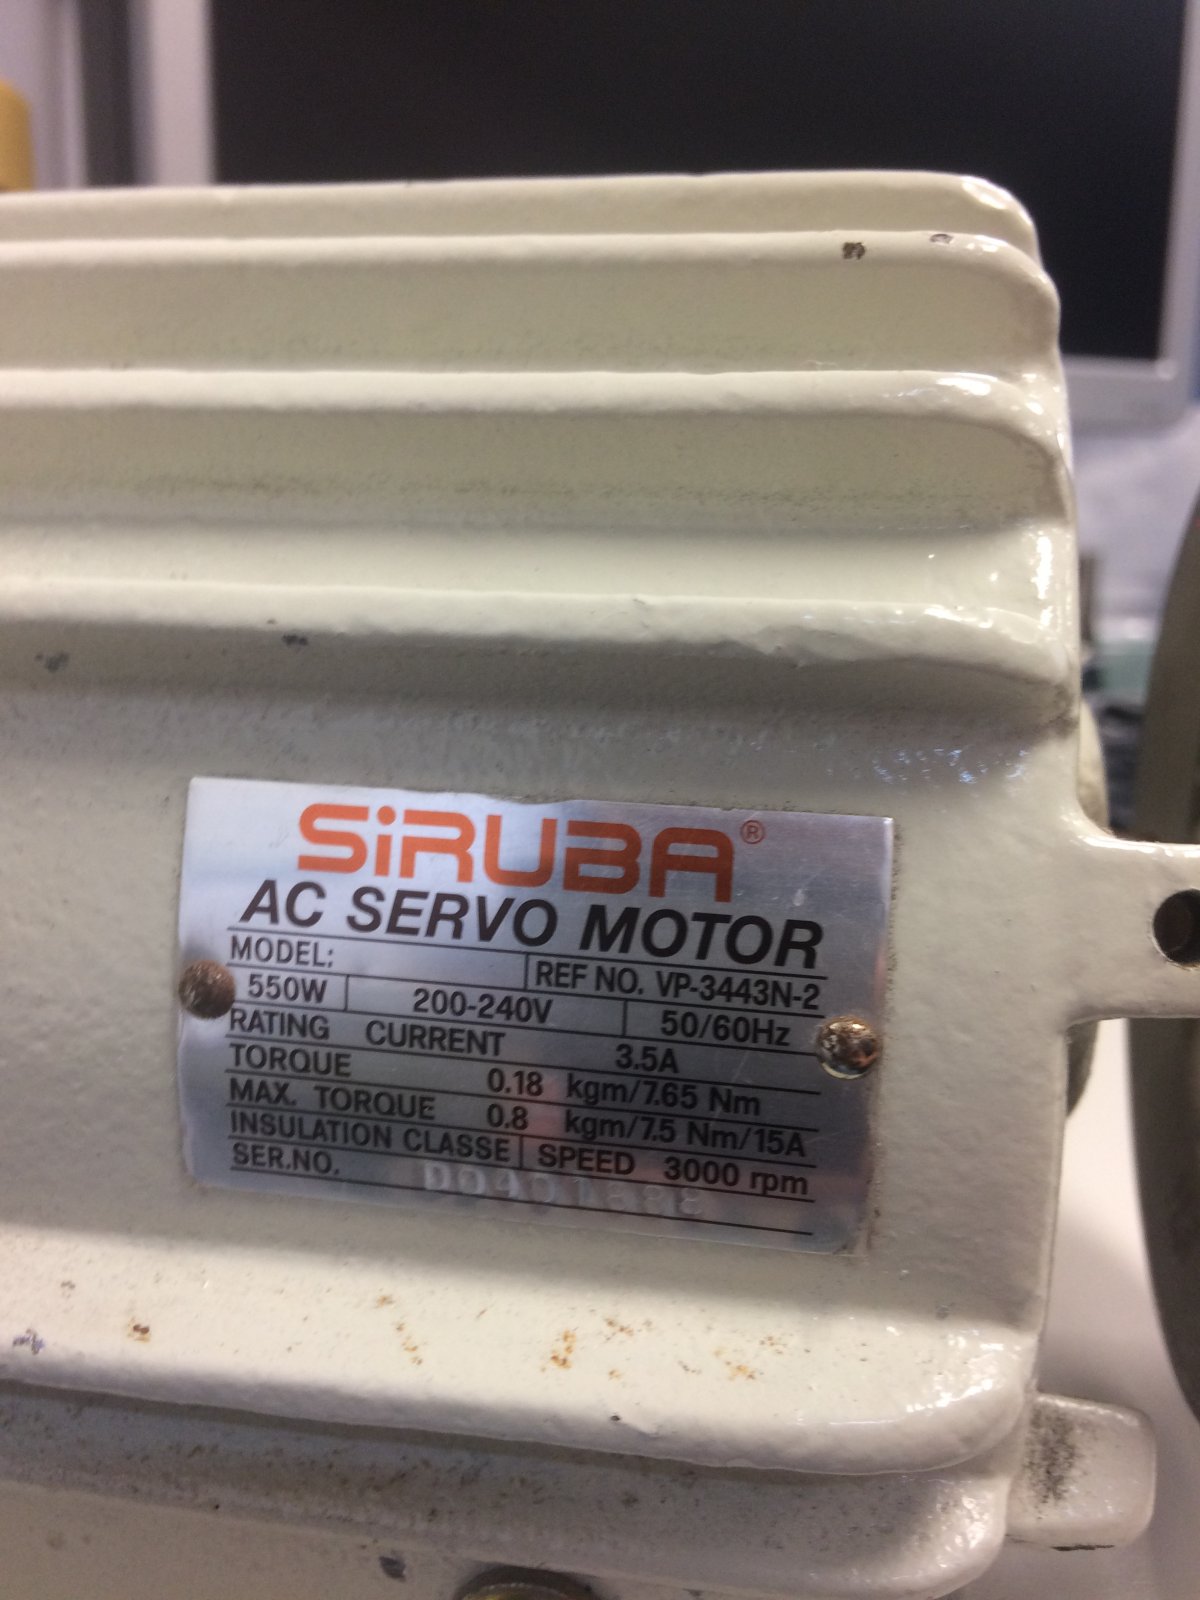 SiRUBA®
AC SERVO MOTOR
MODEL: REF NO. VP-3443N-2
550W 200-240V 50/60Hz
RATING CURRENT 3.5A
TORQUE 0.18 kgm/7.65 Nm
MAX. TORQUE 0.8 kgm/7.5 Nm/15A
INSULATION CLASSE SPEED 3000 rpm
SER.NO.